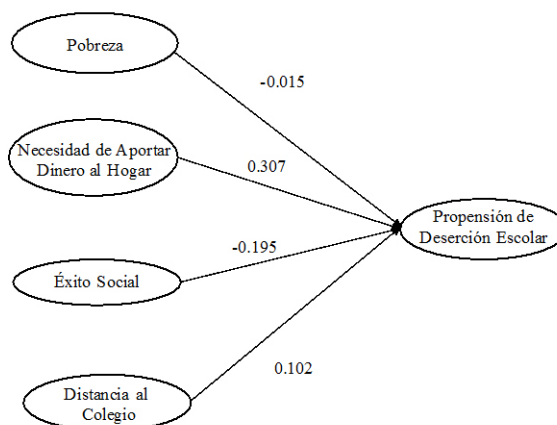 Pobreza
-0.015
Necesidad de Aportar
Dinero al Hogar
0.307
Propensión de
Deserción Escolar
-0.195
Éxito Social
0.102
Distancia al
Colegio